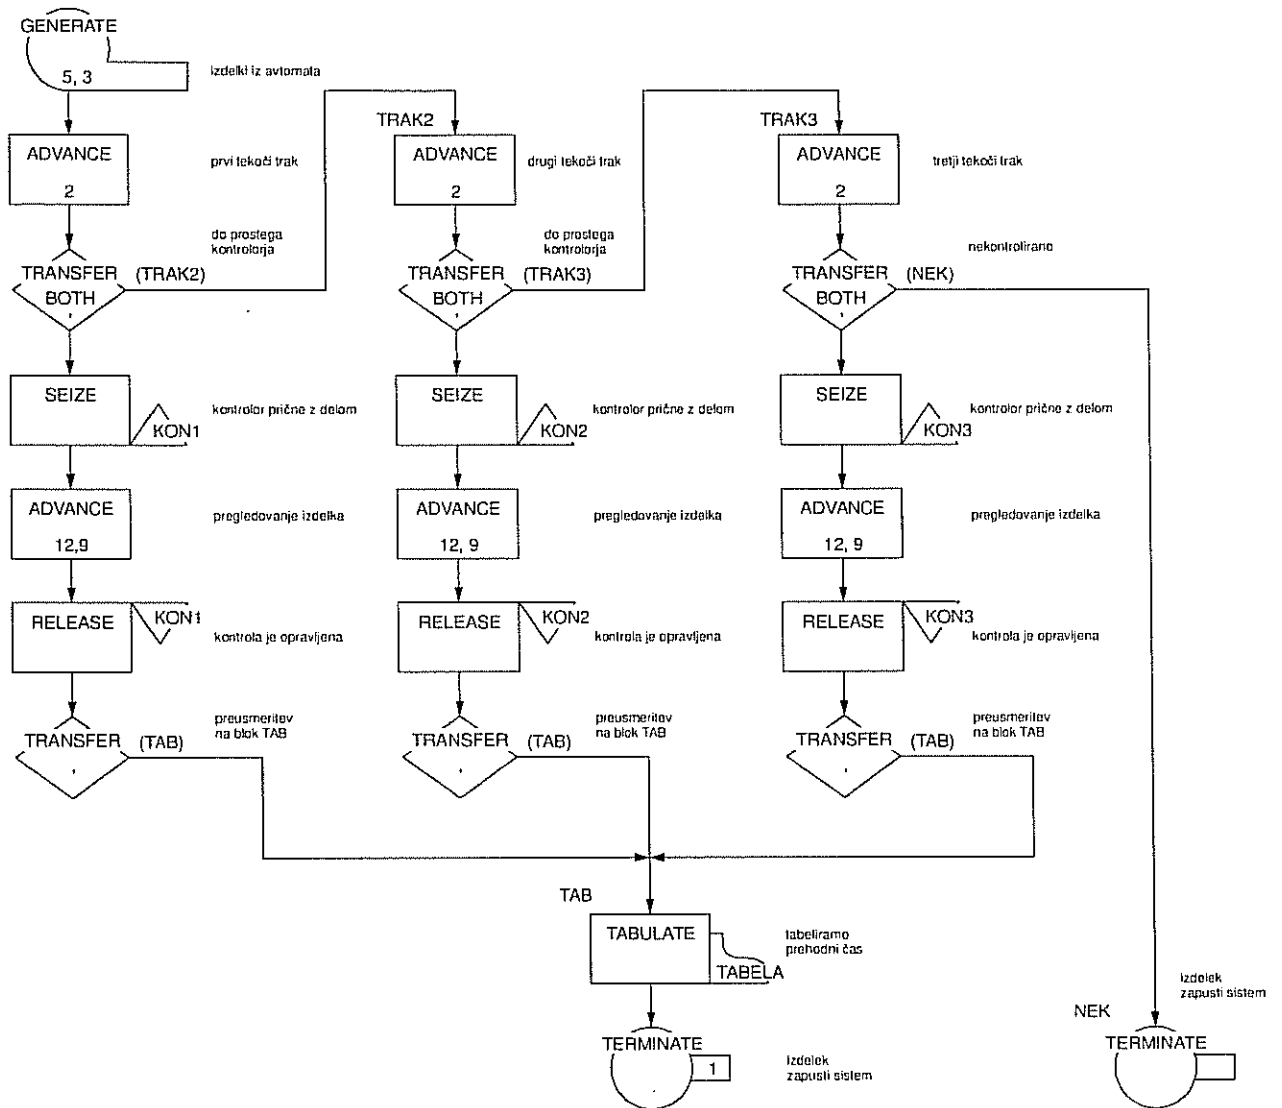 GENERATE
5, 3
izdelki iz avtomata
TRAK2
TRAK3
ADVANCE
2
prvi tekoči trak
ADVANCE
2
drugi tekoči trak
ADVANCE
2
tretji tekoči trak
do prostega
kontrolorja
TRANSFER
BOTH
,
(TRAK2)
do prostega
kontrolorja
TRANSFER
BOTH
,
(TRAK3)
nekontrolirano
TRANSFER
BOTH
,
(NEK)
SEIZE
KON1
kontrolor prične z delom
SEIZE
KON2
kontrolor prične z delom
SEIZE
KON3
kontrolor prične z delom
ADVANCE
12,9
pregledovanje izdelka
ADVANCE
12, 9
pregledovanje izdelka
ADVANCE
12, 9
pregledovanje izdelka
RELEASE
KON1
kontrola je opravljena
RELEASE
KON2
kontrola je opravljena
RELEASE
KON3
kontrola je opravljena
preusmeritev
na blok TAB
TRANSFER
,
(TAB)
preusmeritev
na blok TAB
TRANSFER
,
(TAB)
preusmeritev
na blok TAB
TRANSFER
,
(TAB)
TAB
TABULATE
TABELA
tabeliramo
prehodni čas
TERMINATE
1
izdelek
zapusti sistem
izdelek
zapusti sistem
NEK
TERMINATE